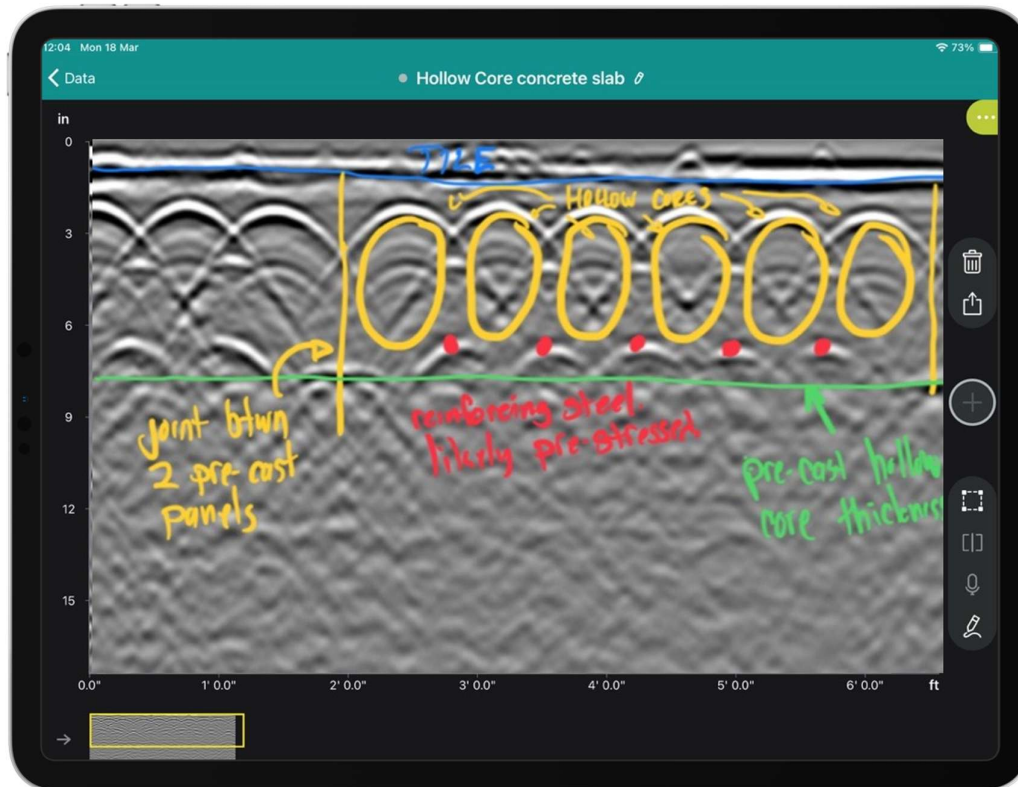 12:04 Mon 18 Mar
73%
Data
Hollow Core concrete slab
in
0
TILE
Hollow cores
3
6
9
joint btwn
2 pre-cast
panels
reinforcing steel.
likely pre-stressed
pre-cast hollow
core thickness
12
15
0.0" 1' 0.0" 2' 0.0" 3' 0.0" 4' 0.0" 5' 0.0" 6' 0.0" ft